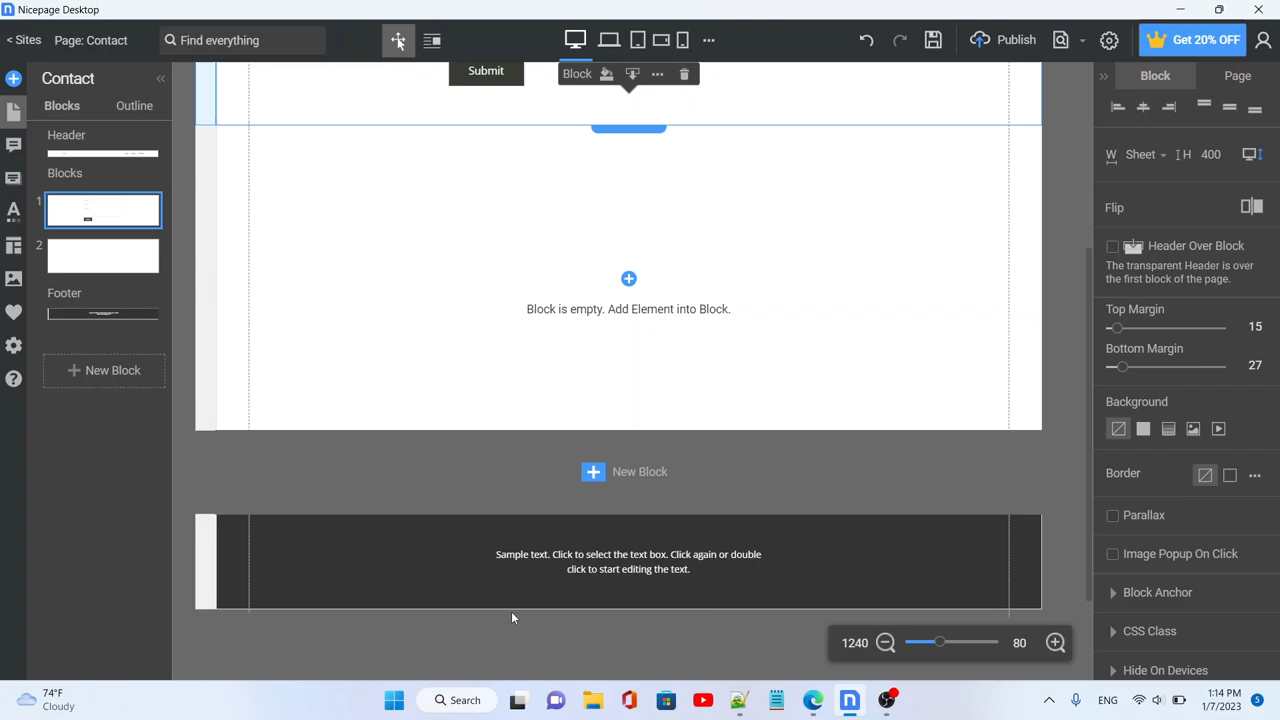 Nicepage Desktop
< Sites
Page: Contact
Find everything
Publish
Get 20% OFF
Contact
Blocks
Outline
Header
Blocks
1
2
Footer
New Block
Submit
Block
Block is empty. Add Element into Block.
New Block
Sample text. Click to select the text box. Click again or double
click to start editing the text.
1240
80
Block
Page
W
Sheet
H
400
Flip
Header Over Block
The transparent Header is over
the first block of the page.
Top Margin
15
Bottom Margin
27
Background
Border
Parallax
Image Popup On Click
Block Anchor
CSS Class
Hide On Devices
74°F
Cloudy
Search
ENG
1:14 PM
1/7/2023
5